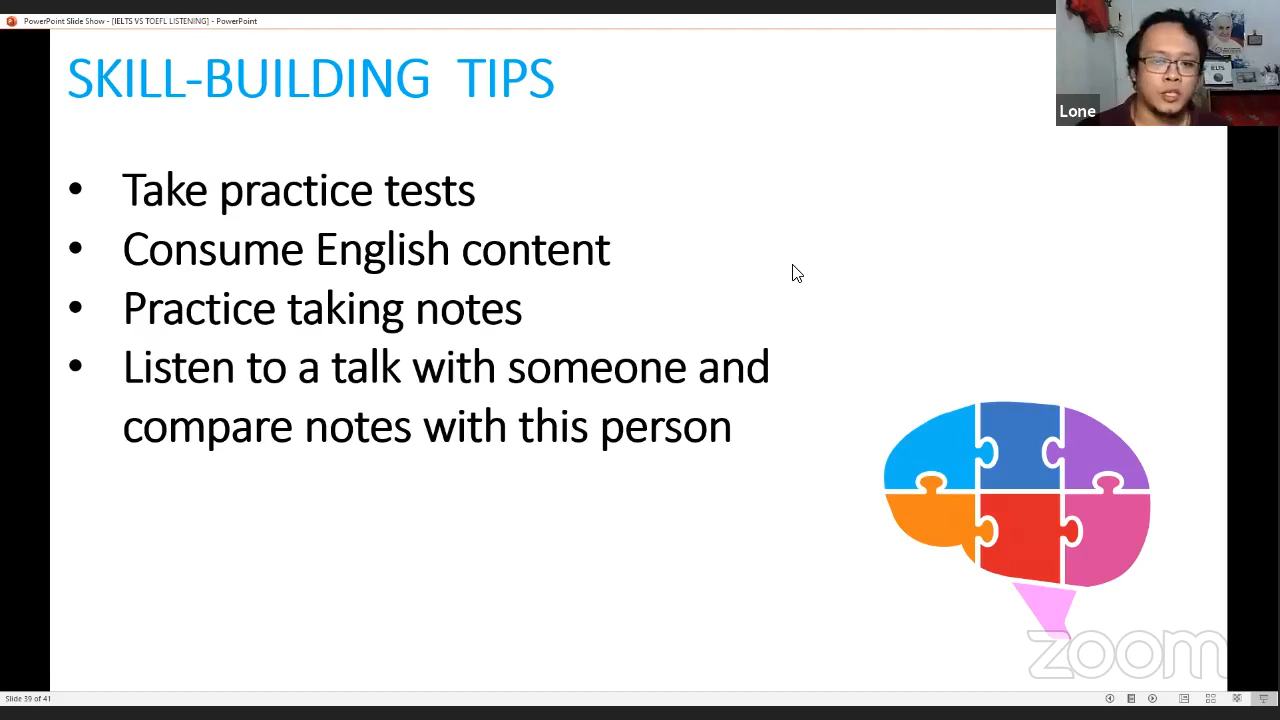 PowerPoint Slide Show - [IELTS VS TOEFL LISTENING] - PowerPoint
SKILL-BUILDING TIPS
IELTS
Lone
• Take practice tests
• Consume English content
• Practice taking notes
• Listen to a talk with someone and
compare notes with this person
zoom
Slide 39 of 41